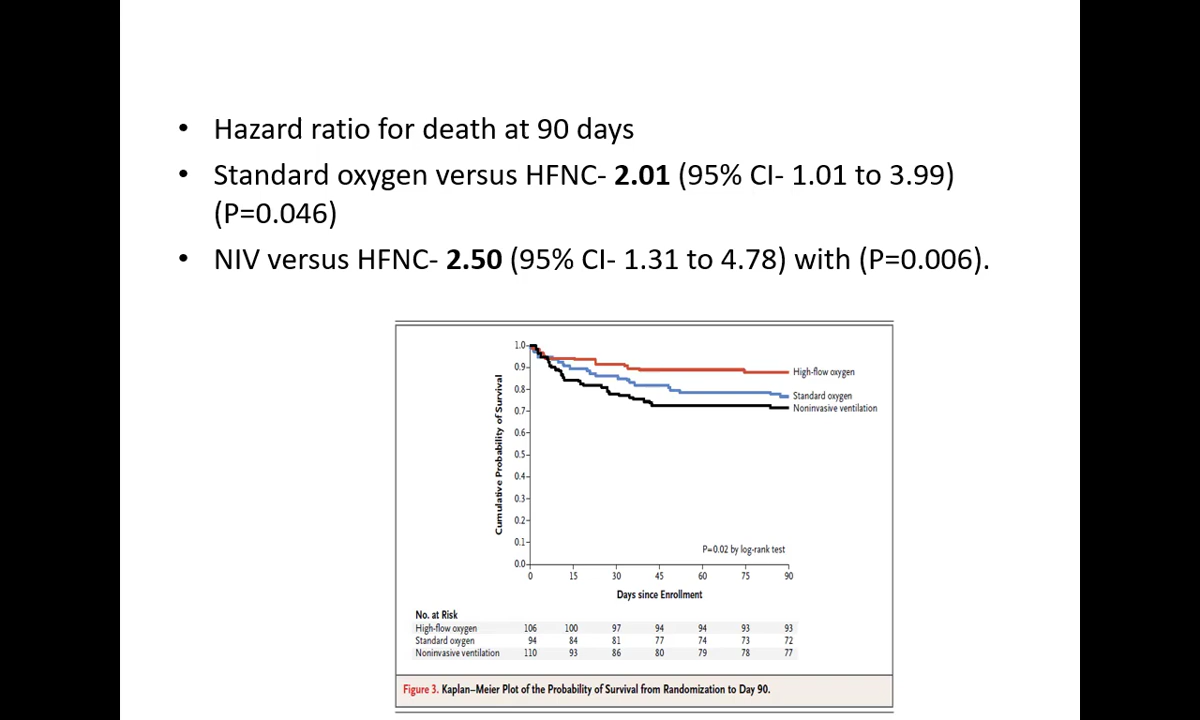 • Hazard ratio for death at 90 days
• Standard oxygen versus HFNC- 2.01 (95% CI- 1.01 to 3.99)
(P=0.046)
• NIV versus HFNC- 2.50 (95% CI- 1.31 to 4.78) with (P=0.006).
Cumulative Probability of Survival
1.0
0.9
0.8
0.7
0.6
0.5
0.4
0.3
0.2
0.1
0.0
High-flow oxygen
Standard oxygen
Noninvasive ventilation
P=0.02 by log-rank test
0 15 30 45 60 75 90
Days since Enrollment
No. at Risk
High-flow oxygen 106 100 97 94 94 93 93
Standard oxygen 94 84 81 77 74 73 72
Noninvasive ventilation 110 93 86 80 79 78 77
Figure 3. Kaplan–Meier Plot of the Probability of Survival from Randomization to Day 90.